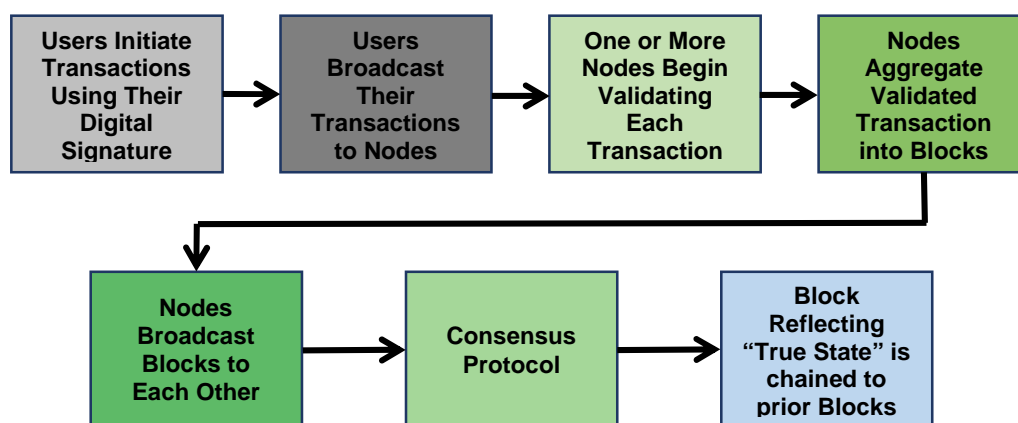 Users Initiate
Transactions
Using Their
Digital
Signature
Users
Broadcast
Their
Transactions
to Nodes
One or More
Nodes Begin
Validating
Each
Transaction
Nodes
Aggregate
Validated
Transaction
into Blocks
Nodes
Broadcast
Blocks to
Each Other
Consensus
Protocol
Block
Reflecting
“True State” is
chained to
prior Blocks